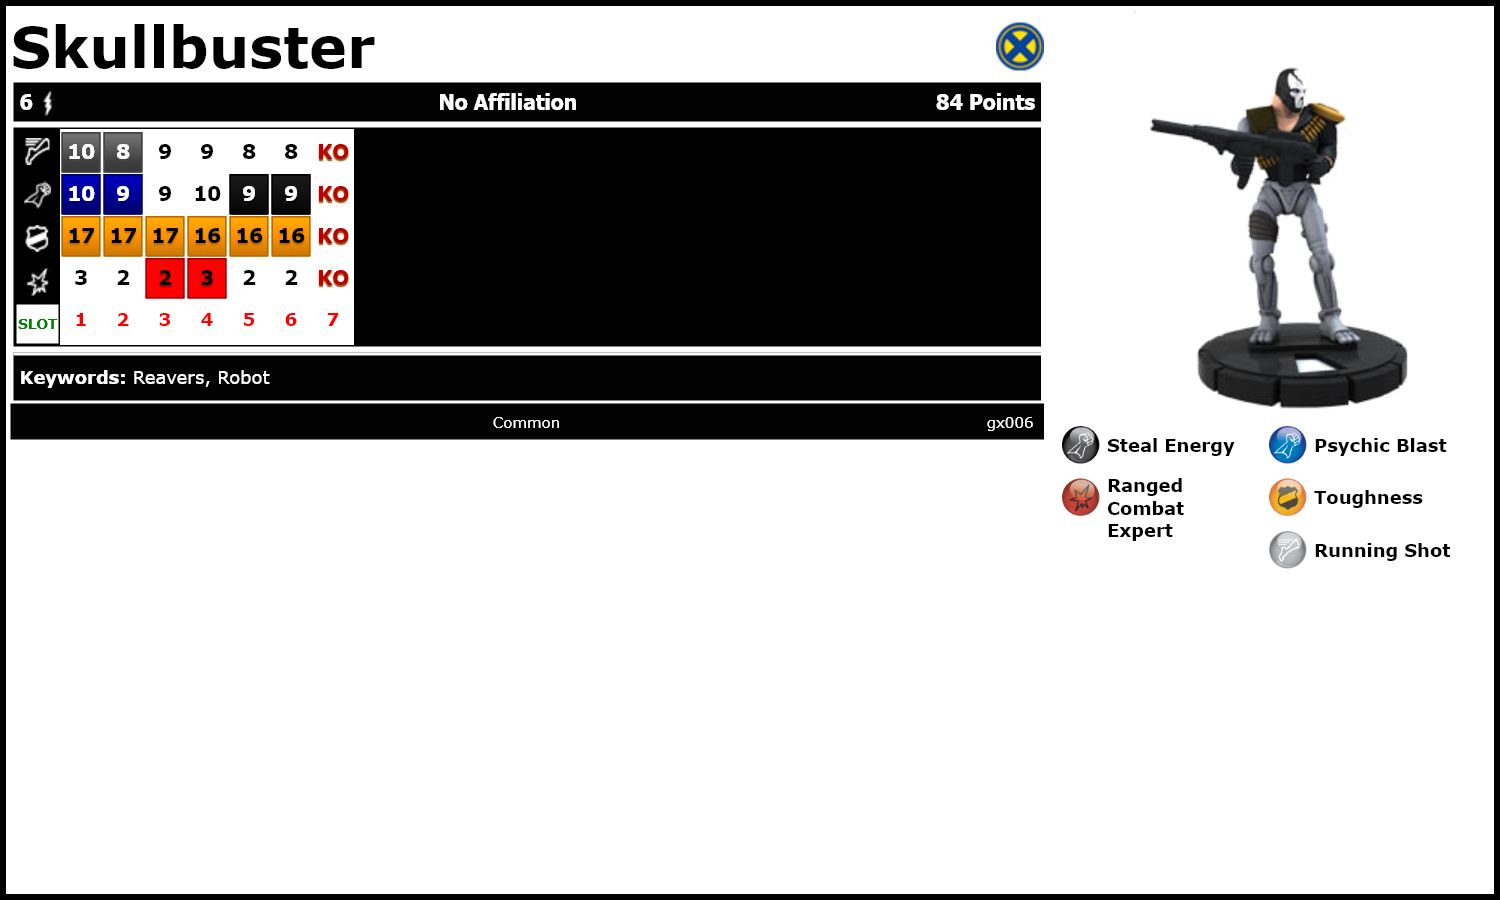 Skullbuster
6 No Affiliation 84 Points
10 8 9 9 8 8 KO
10 9 9 10 9 9 KO
17 17 17 16 16 16 KO
3 2 2 3 2 2 KO
SLOT 1 2 3 4 5 6 7
Keywords: Reavers, Robot
Common gx006
Steal Energy
Psychic Blast
Ranged
Combat
Expert
Toughness
Running Shot